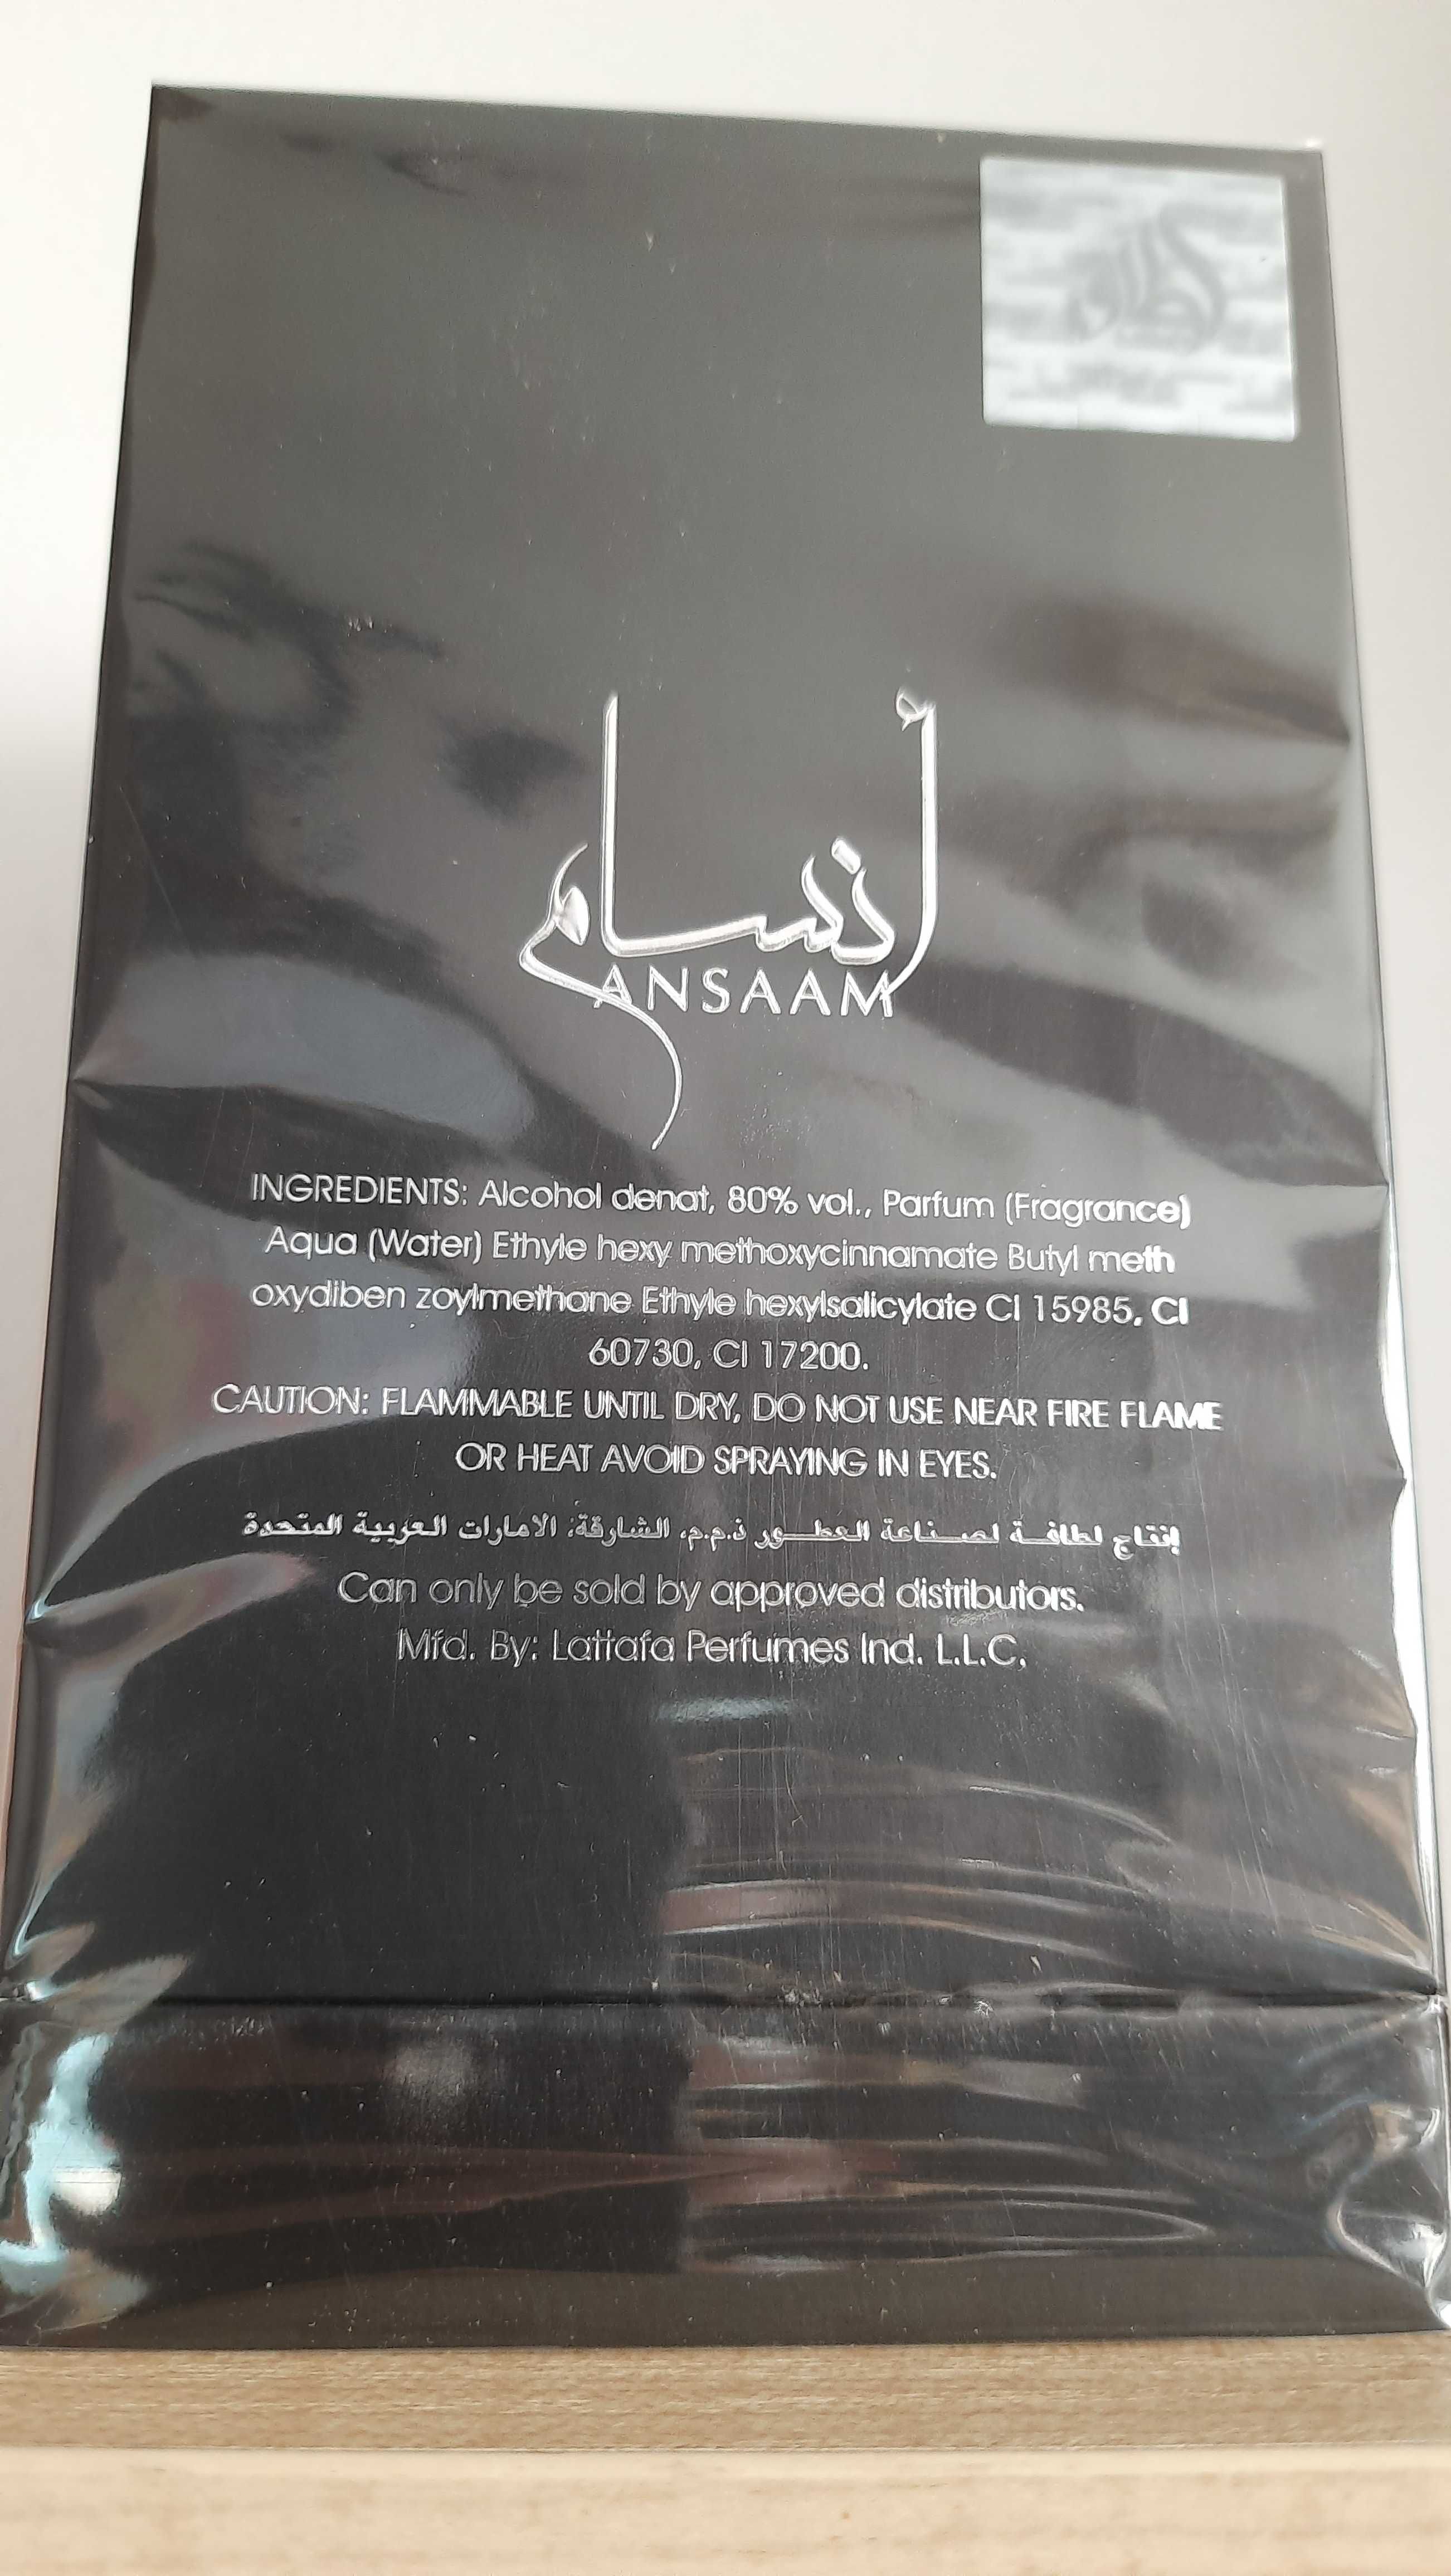 لطافة
أنسام
ANSAAM
INGREDIENTS: Alcohol denat, 80% vol., Parfum (Fragrance)
Aqua (Water) Ethyle hexy methoxycinnamate Butyl meth
oxydiben zoylmethane Ethyle hexylsalicylate CI 15985, CI
60730, CI 17200.
CAUTION: FLAMMABLE UNTIL DRY, DO NOT USE NEAR FIRE FLAME
OR HEAT AVOID SPRAYING IN EYES.
إنتاج لطافة لصناعة العطور ذ.م.م، الشارقة: الامارات العربية المتحدة
Can only be sold by approved distributors.
Mfd. By: Lattafa Perfumes Ind. L.L.C.